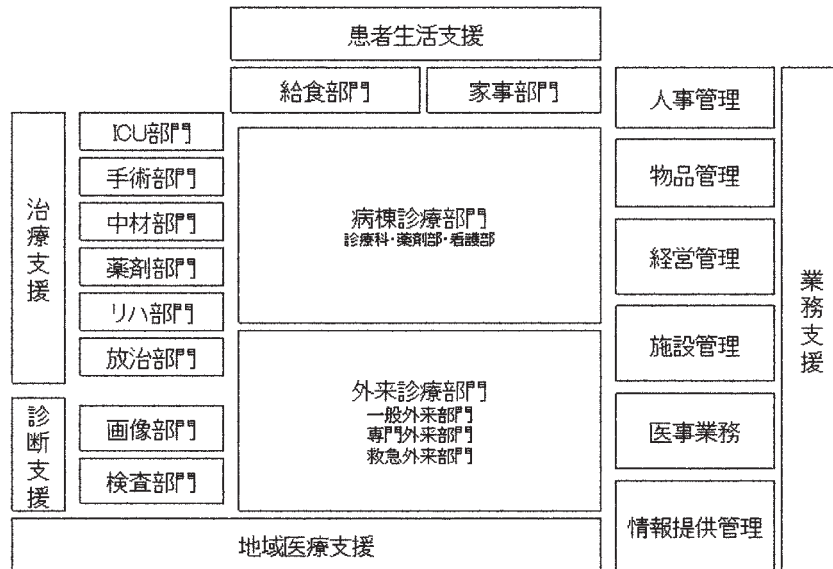 患者生活支援
給食部門
家事部門
治療支援
ICU部門
手術部門
中材部門
薬剤部門
リハ部門
放治部門
診断支援
画像部門
検査部門
病棟診療部門
診療科・薬剤部・看護部
外来診療部門
一般外来部門
専門外来部門
救急外来部門
地域医療支援
人事管理
物品管理
経営管理
施設管理
医事業務
情報提供管理
業務支援